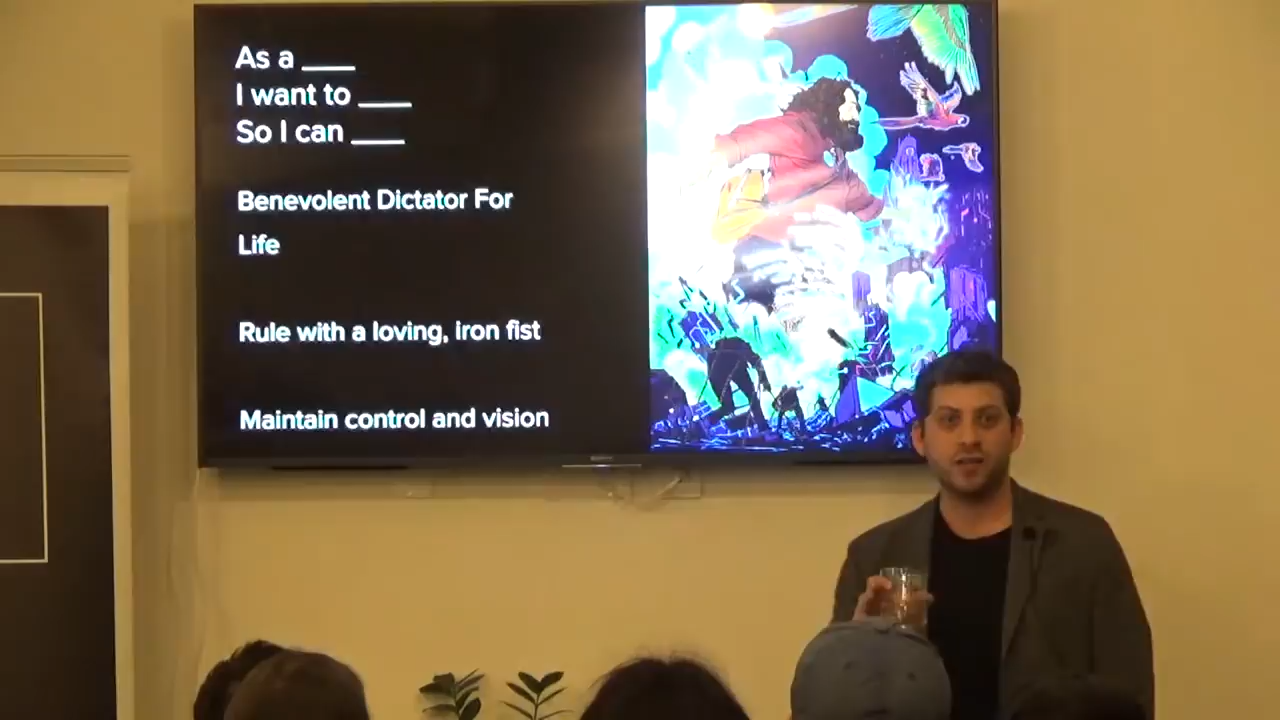 As a ____
I want to ____
So I can ____
Benevolent Dictator For
Life
Rule with a loving, iron fist
Maintain control and vision